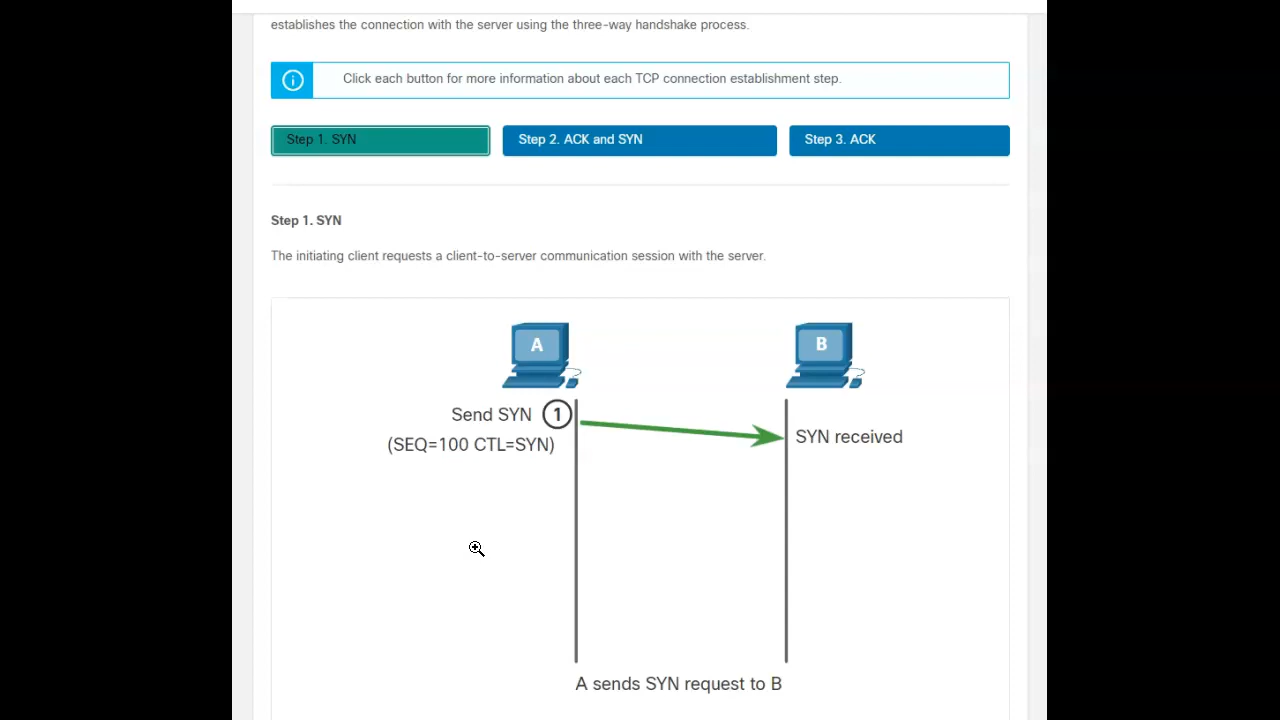 establishes the connection with the server using the three-way handshake process.
Click each button for more information about each TCP connection establishment step.
Step 1. SYN
Step 2. ACK and SYN
Step 3. ACK
Step 1. SYN
The initiating client requests a client-to-server communication session with the server.
A
B
Send SYN 1
(SEQ=100 CTL=SYN)
SYN received
A sends SYN request to B